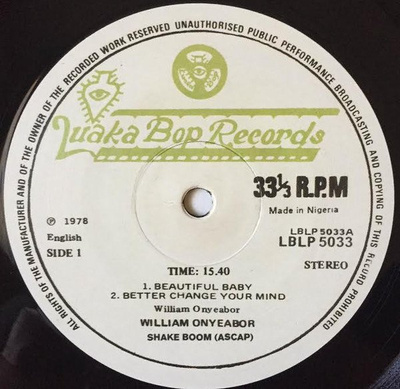 ALL RIGHTS OF THE MANUFACTURER AND OF THE OWNER OF THE RECORDED WORK RESERVED UNAUTHORISED PUBLIC PERFORMANCE BROADCASTING AND COPYING OF THIS RECORD PROHIBITED
Luaka Bop Records
33⅓ R.P.M
Made in Nigeria
℗ 1978
LBLP 5033A
LBLP 5033
English
SIDE 1
STEREO
TIME: 15.40
1. BEAUTIFUL BABY
2. BETTER CHANGE YOUR MIND
William Onyeabor
WILLIAM ONYEABOR
SHAKE BOOM (ASCAP)